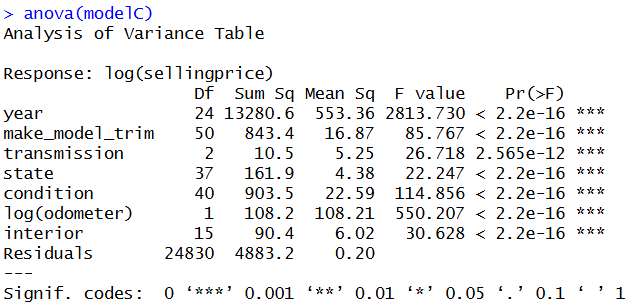 > anova(modelC)
Analysis of Variance Table
Response: log(sellingprice)
Df Sum Sq Mean Sq F value Pr(>F)
year 24 13280.6 553.36 2813.730 < 2.2e-16 ***
make_model_trim 50 843.4 16.87 85.767 < 2.2e-16 ***
transmission 2 10.5 5.25 26.718 2.565e-12 ***
state 37 161.9 4.38 22.247 < 2.2e-16 ***
condition 40 903.5 22.59 114.856 < 2.2e-16 ***
log(odometer) 1 108.2 108.21 550.207 < 2.2e-16 ***
interior 15 90.4 6.02 30.628 < 2.2e-16 ***
Residuals 24830 4883.2 0.20
---
Signif. codes: 0 ‘***’ 0.001 ‘**’ 0.01 ‘*’ 0.05 ‘.’ 0.1 ‘ ’ 1